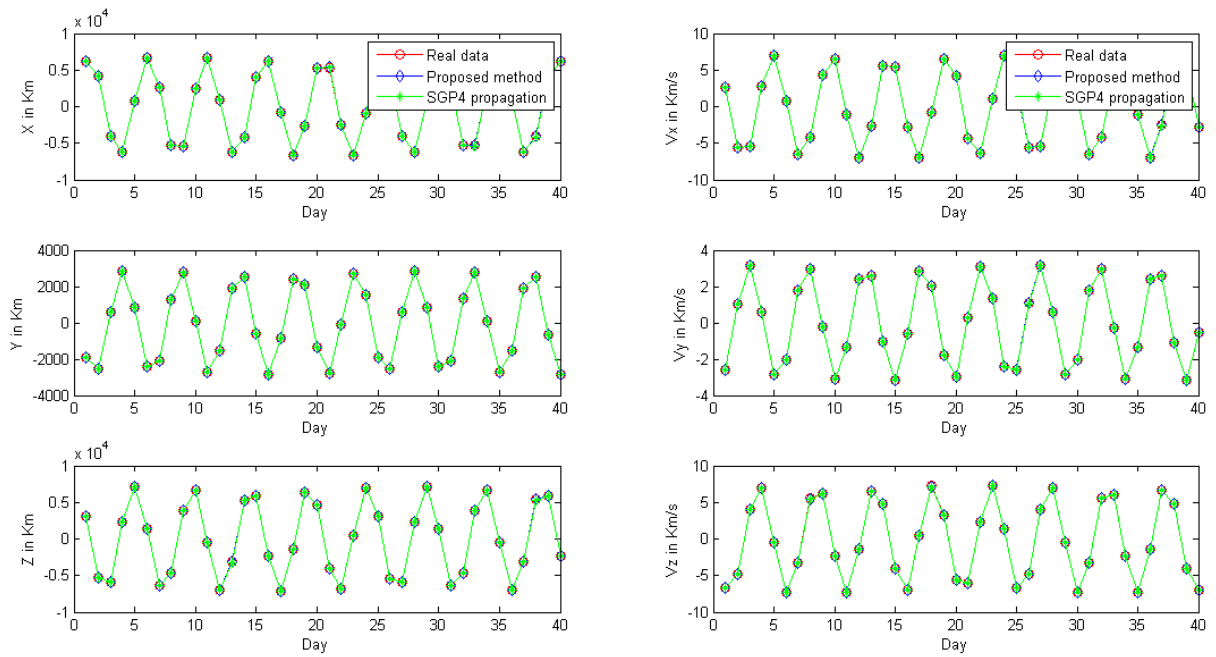 x 10^4
1
0.5
0
-0.5
-1
X in Km
0 5 10 15 20 25 30 35 40
Day
Real data
Proposed method
SGP4 propagation
10
5
0
-5
-10
Vx in Km/s
0 5 10 15 20 25 30 35 40
Day
Real data
Proposed method
SGP4 propagation
4000
2000
0
-2000
-4000
Y in Km
0 5 10 15 20 25 30 35 40
Day
4
2
0
-2
-4
Vy in Km/s
0 5 10 15 20 25 30 35 40
Day
x 10^4
1
0.5
0
-0.5
-1
Z in Km
0 5 10 15 20 25 30 35 40
Day
10
5
0
-5
-10
Vz in Km/s
0 5 10 15 20 25 30 35 40
Day